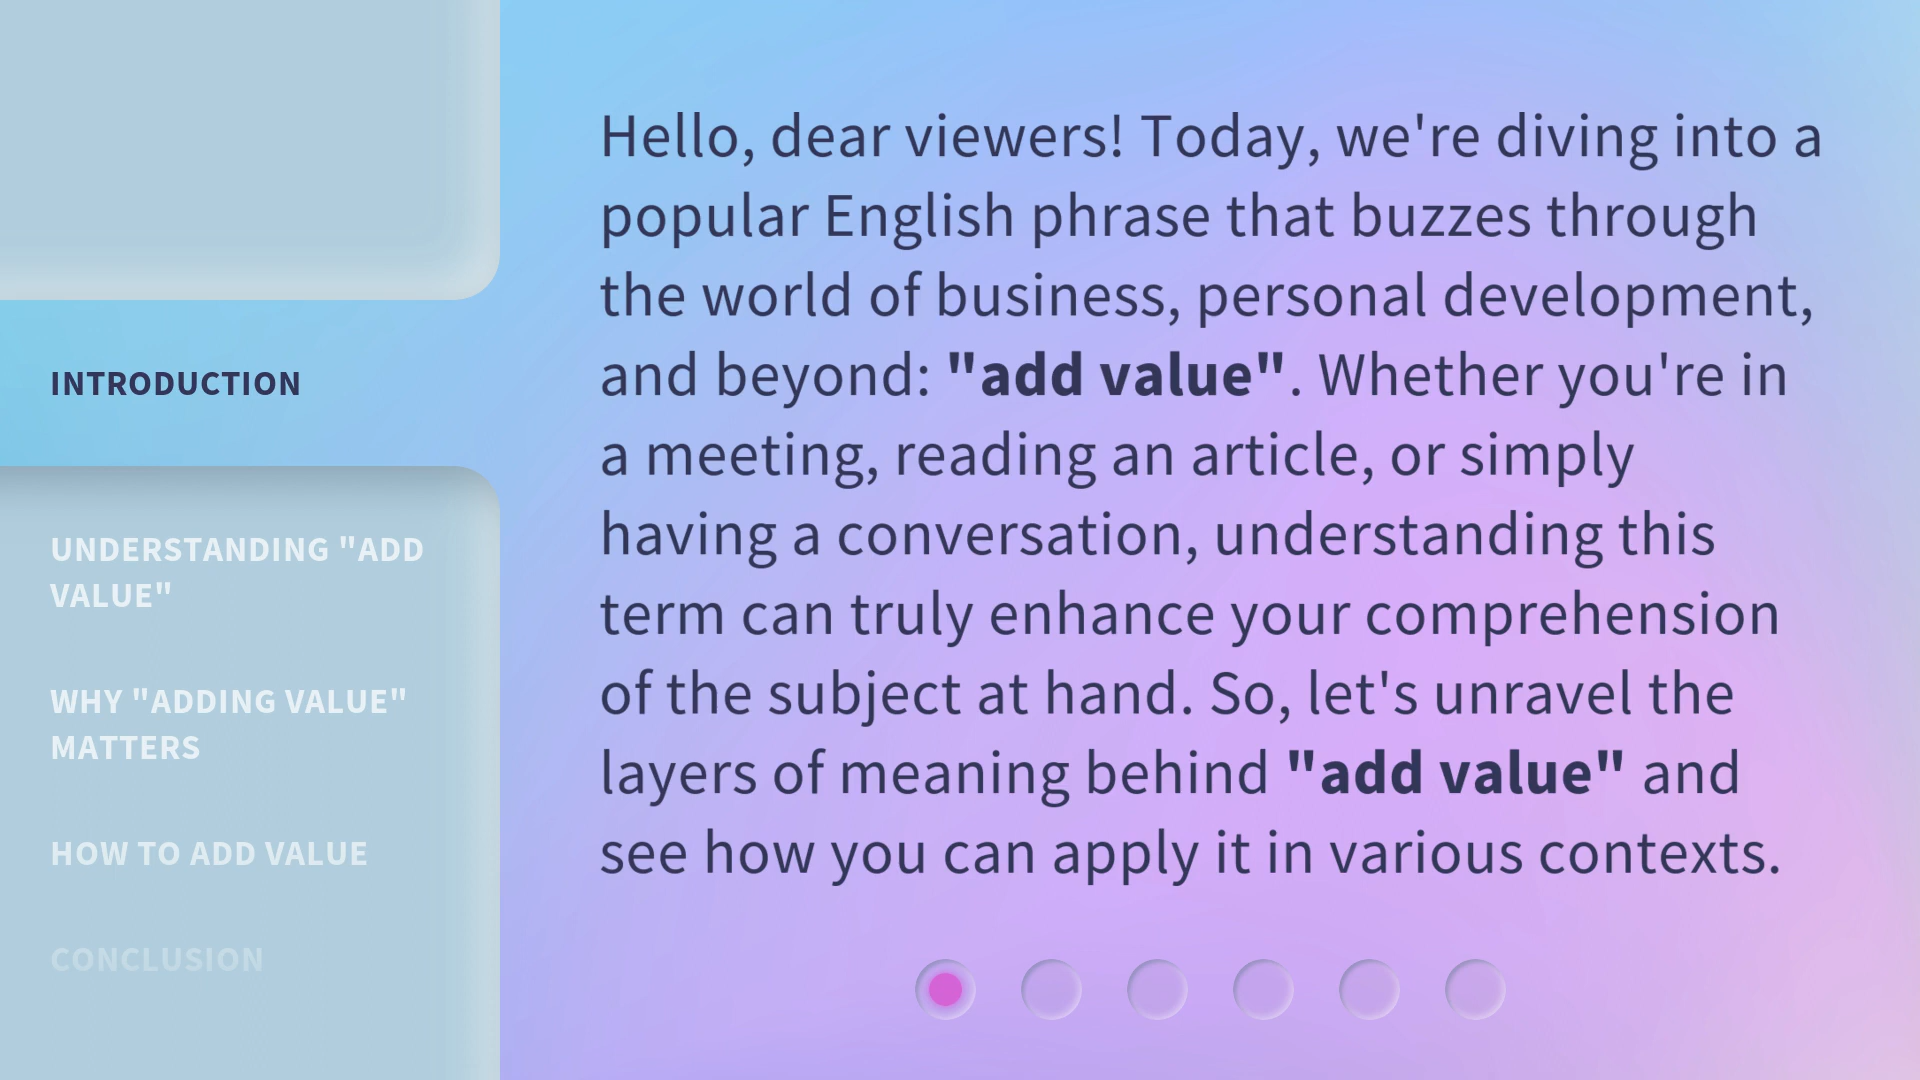 INTRODUCTION
UNDERSTANDING "ADD
VALUE"
WHY "ADDING VALUE"
MATTERS
HOW TO ADD VALUE
CONCLUSION
Hello, dear viewers! Today, we're diving into a
popular English phrase that buzzes through
the world of business, personal development,
and beyond: "add value". Whether you're in
a meeting, reading an article, or simply
having a conversation, understanding this
term can truly enhance your comprehension
of the subject at hand. So, let's unravel the
layers of meaning behind "add value" and
see how you can apply it in various contexts.